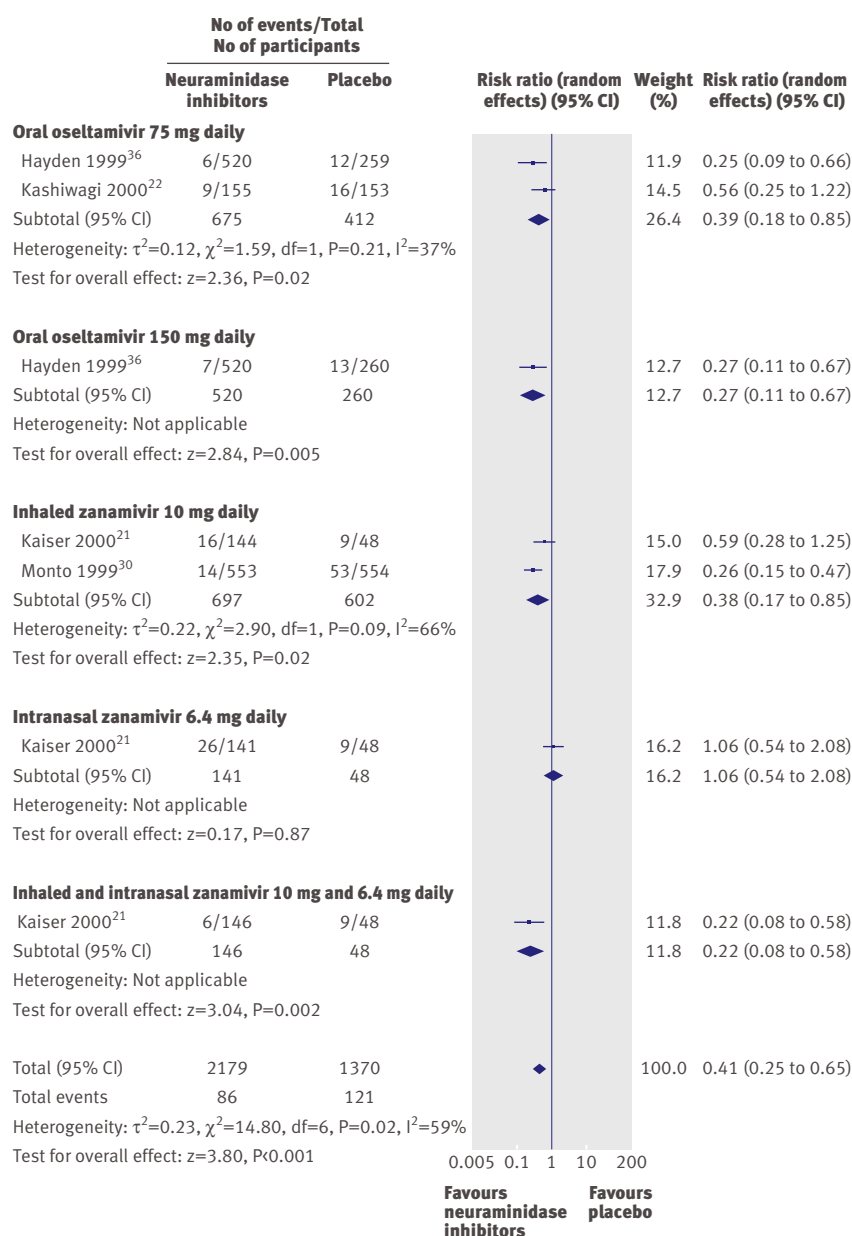 No of events/Total
No of participants
Neuraminidase inhibitors Placebo Risk ratio (random effects) (95% CI) Weight (%) Risk ratio (random effects) (95% CI)
Oral oseltamivir 75 mg daily
Hayden 1999³⁶ 6/520 12/259 11.9 0.25 (0.09 to 0.66)
Kashiwagi 2000²² 9/155 16/153 14.5 0.56 (0.25 to 1.22)
Subtotal (95% CI) 675 412 26.4 0.39 (0.18 to 0.85)
Heterogeneity: τ²=0.12, χ²=1.59, df=1, P=0.21, I²=37%
Test for overall effect: z=2.36, P=0.02
Oral oseltamivir 150 mg daily
Hayden 1999³⁶ 7/520 13/260 12.7 0.27 (0.11 to 0.67)
Subtotal (95% CI) 520 260 12.7 0.27 (0.11 to 0.67)
Heterogeneity: Not applicable
Test for overall effect: z=2.84, P=0.005
Inhaled zanamivir 10 mg daily
Kaiser 2000²¹ 16/144 9/48 15.0 0.59 (0.28 to 1.25)
Monto 1999³⁰ 14/553 53/554 17.9 0.26 (0.15 to 0.47)
Subtotal (95% CI) 697 602 32.9 0.38 (0.17 to 0.85)
Heterogeneity: τ²=0.22, χ²=2.90, df=1, P=0.09, I²=66%
Test for overall effect: z=2.35, P=0.02
Intranasal zanamivir 6.4 mg daily
Kaiser 2000²¹ 26/141 9/48 16.2 1.06 (0.54 to 2.08)
Subtotal (95% CI) 141 48 16.2 1.06 (0.54 to 2.08)
Heterogeneity: Not applicable
Test for overall effect: z=0.17, P=0.87
Inhaled and intranasal zanamivir 10 mg and 6.4 mg daily
Kaiser 2000²¹ 6/146 9/48 11.8 0.22 (0.08 to 0.58)
Subtotal (95% CI) 146 48 11.8 0.22 (0.08 to 0.58)
Heterogeneity: Not applicable
Test for overall effect: z=3.04, P=0.002
Total (95% CI) 2179 1370 100.0 0.41 (0.25 to 0.65)
Total events 86 121
Heterogeneity: τ²=0.23, χ²=14.80, df=6, P=0.02, I²=59%
Test for overall effect: z=3.80, P<0.001
0.005 0.1 1 10 200
Favours neuraminidase inhibitors Favours placebo